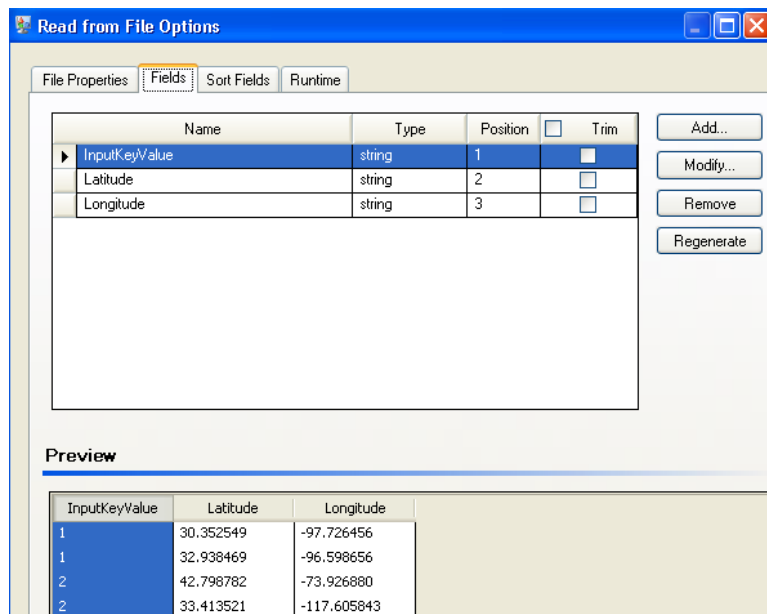 Read from File Options
File Properties Fields Sort Fields Runtime
Name Type Position Trim Add...
InputKeyValue string 1 Modify...
Latitude string 2
Longitude string 3 Remove
Regenerate
Preview
InputKeyValue Latitude Longitude
1 30.352549 -97.726456
1 32.938469 -96.598656
2 42.798782 -73.926880
2 33.413521 -117.605843